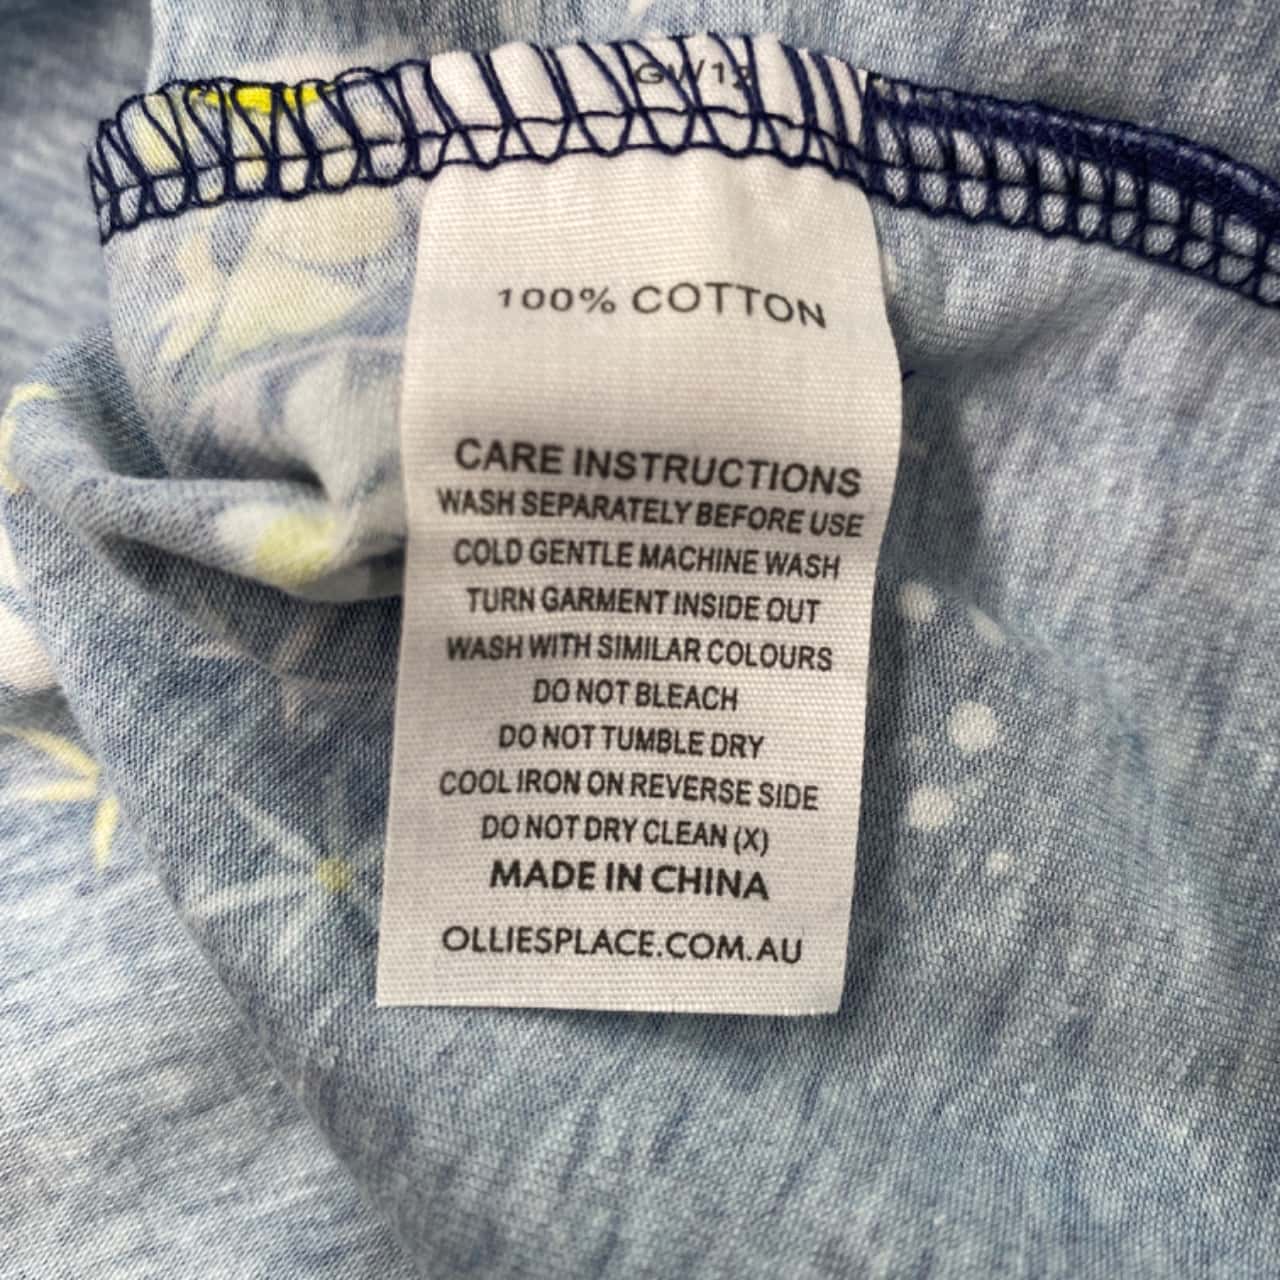 100% COTTON
CARE INSTRUCTIONS
WASH SEPARATELY BEFORE USE
COLD GENTLE MACHINE WASH
TURN GARMENT INSIDE OUT
WASH WITH SIMILAR COLOURS
DO NOT BLEACH
DO NOT TUMBLE DRY
COOL IRON ON REVERSE SIDE
DO NOT DRY CLEAN (X)
MADE IN CHINA
OLLIESPLACE.COM.AU